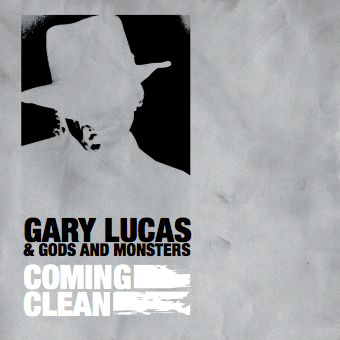 GARY LUCAS
& GODS AND MONSTERS
COMING
CLEAN